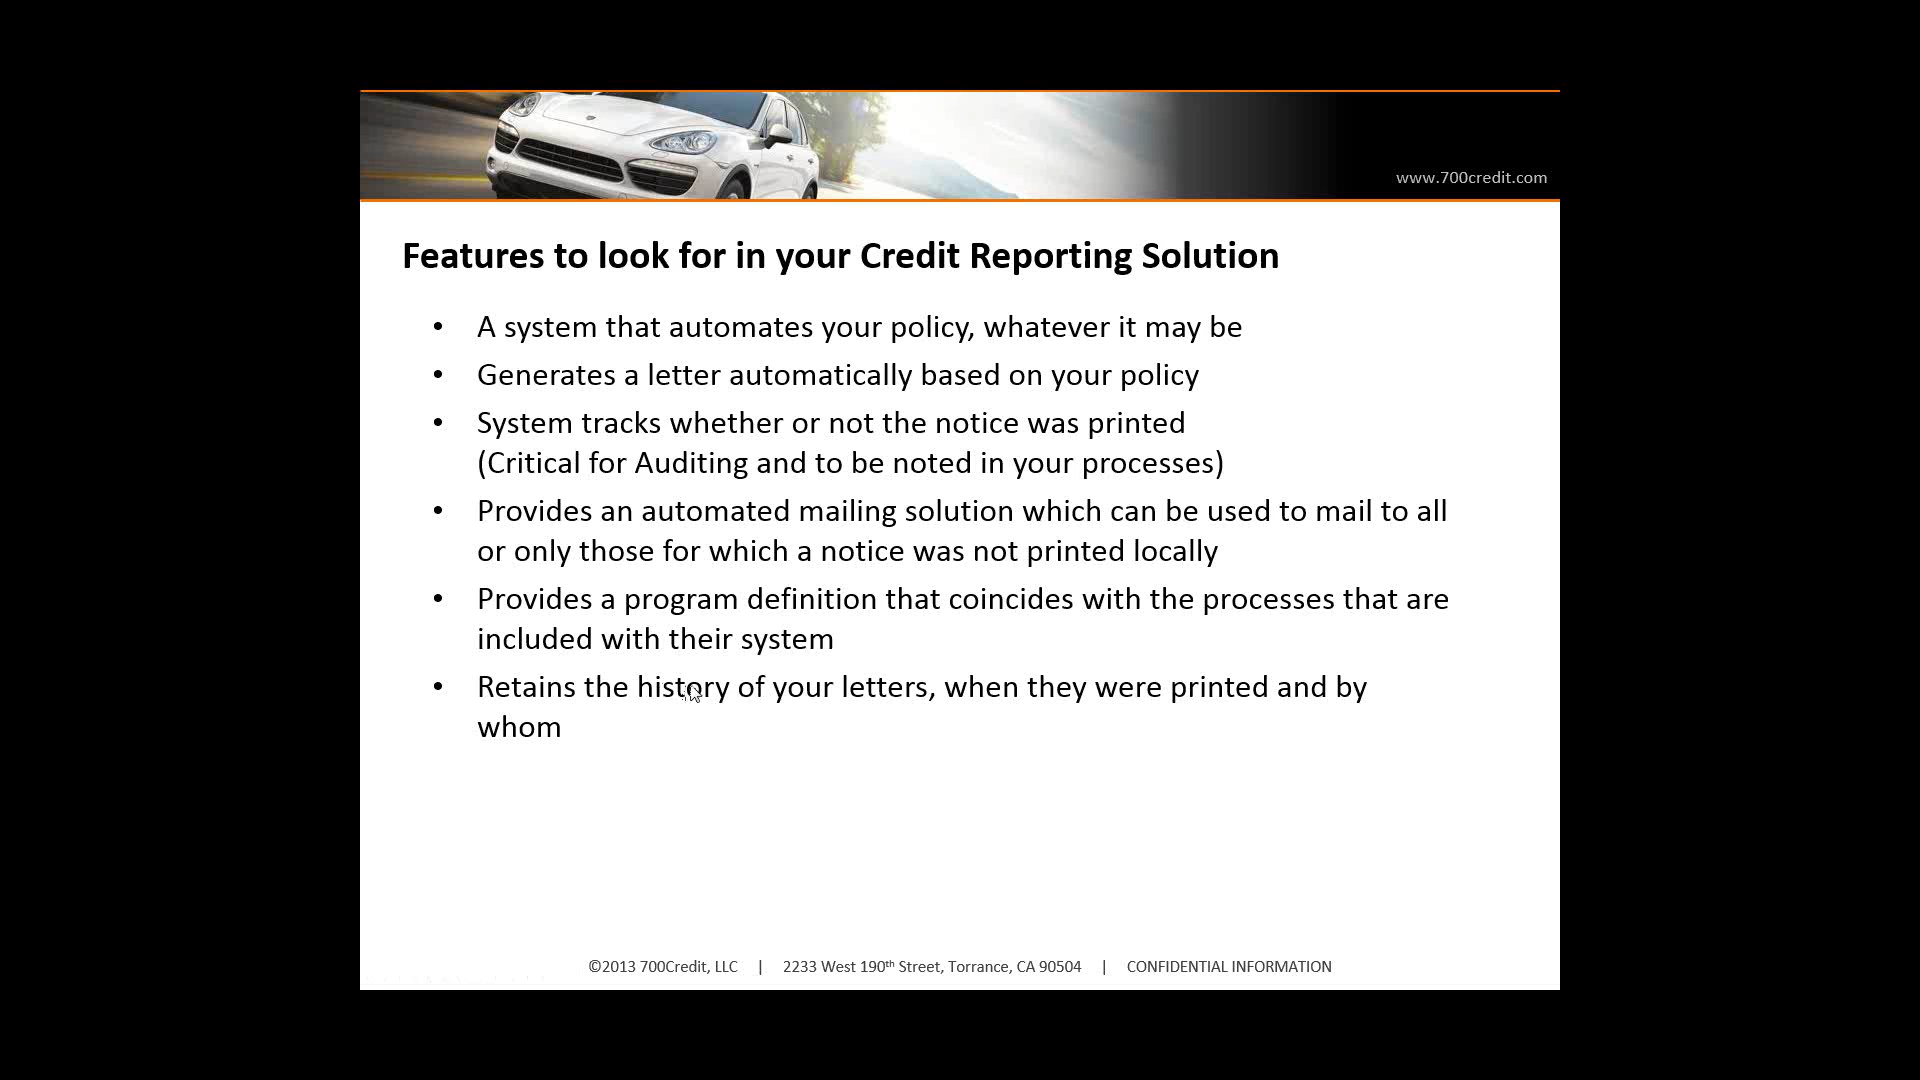 www.700credit.com
Features to look for in your Credit Reporting Solution
• A system that automates your policy, whatever it may be
• Generates a letter automatically based on your policy
• System tracks whether or not the notice was printed
(Critical for Auditing and to be noted in your processes)
• Provides an automated mailing solution which can be used to mail to all
or only those for which a notice was not printed locally
• Provides a program definition that coincides with the processes that are
included with their system
• Retains the history of your letters, when they were printed and by
whom
©2013 700Credit, LLC | 2233 West 190th Street, Torrance, CA 90504 | CONFIDENTIAL INFORMATION